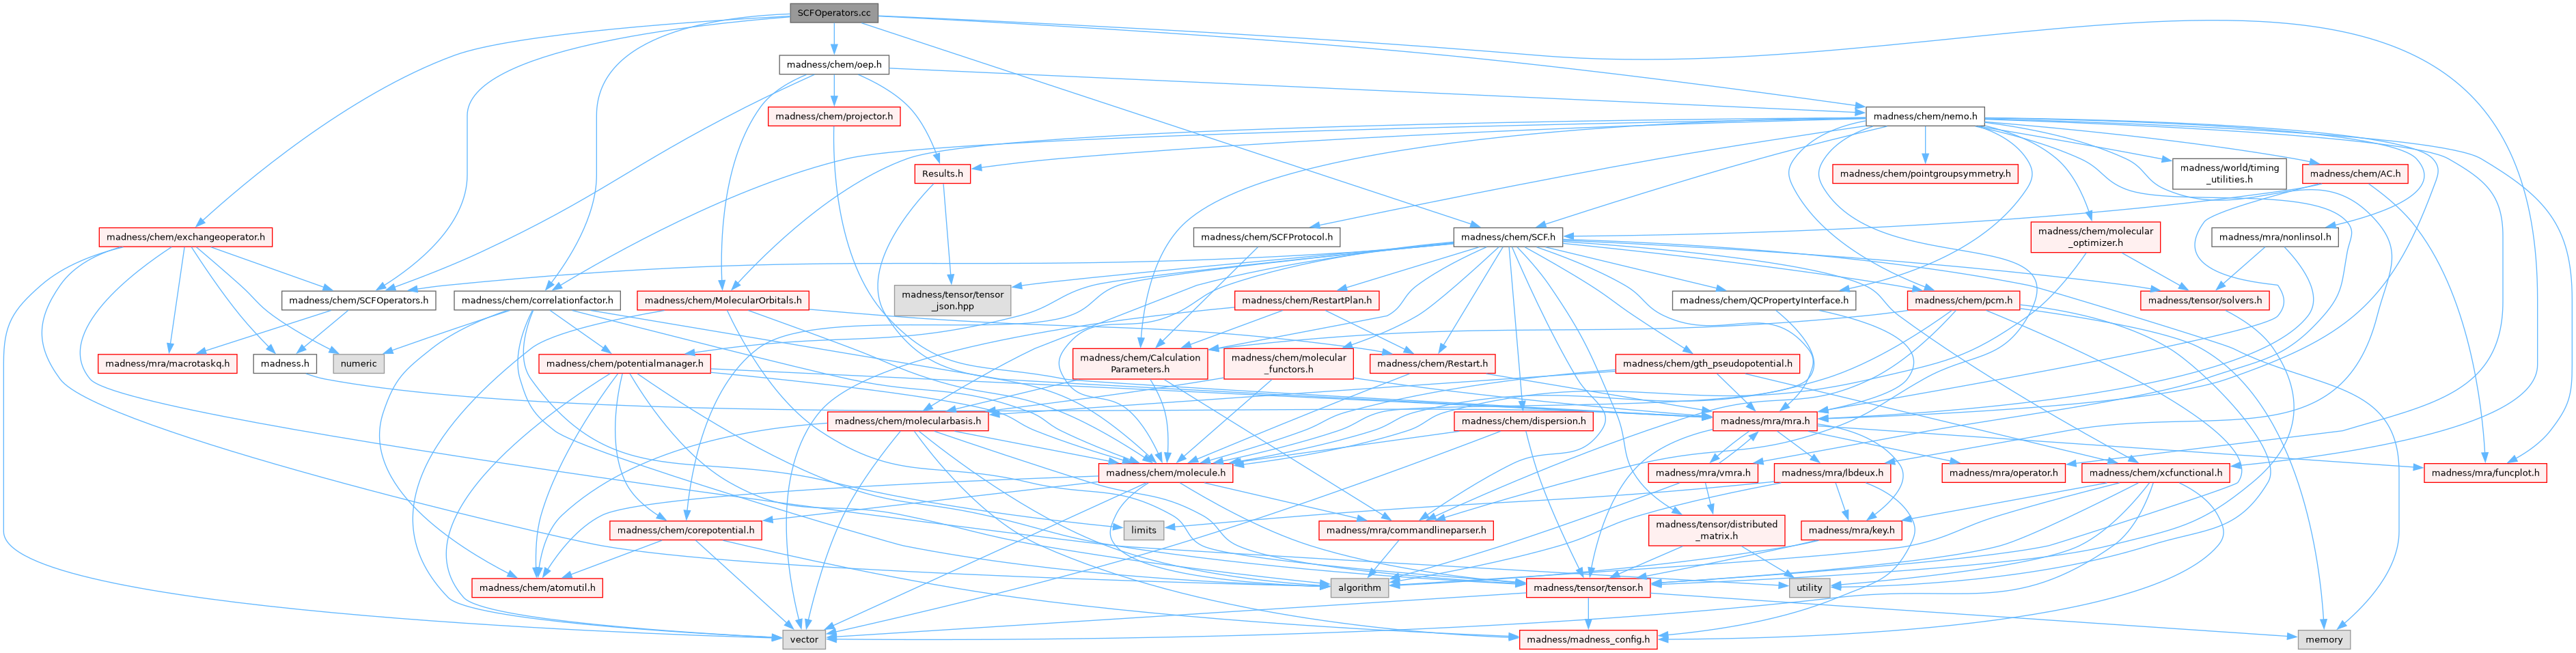 SCFOperators.cc
madness/chem/oep.h
madness/chem/projector.h
madness/chem/nemo.h
Results.h
madness/chem/pointgroupsymmetry.h
madness/world/timing
_utilities.h
madness/chem/AC.h
madness/chem/exchangeoperator.h
madness/chem/SCFProtocol.h
madness/chem/SCF.h
madness/chem/molecular
_optimizer.h
madness/mra/nonlinsol.h
madness/chem/SCFOperators.h
madness/chem/correlationfactor.h
madness/chem/MolecularOrbitals.h
madness/tensor/tensor
_json.hpp
madness/chem/RestartPlan.h
madness/chem/QCPropertyInterface.h
madness/chem/pcm.h
madness/tensor/solvers.h
madness/mra/macrotaskq.h
madness.h
numeric
madness/chem/potentialmanager.h
madness/chem/Calculation
Parameters.h
madness/chem/molecular
_functors.h
madness/chem/Restart.h
madness/chem/gth_pseudopotential.h
madness/chem/molecularbasis.h
madness/chem/dispersion.h
madness/mra/mra.h
madness/chem/molecule.h
madness/mra/vmra.h
madness/mra/lbdeux.h
madness/mra/operator.h
madness/chem/xcfunctional.h
madness/mra/funcplot.h
madness/chem/corepotential.h
limits
madness/mra/commandlineparser.h
madness/tensor/distributed
_matrix.h
madness/mra/key.h
madness/chem/atomutil.h
algorithm
madness/tensor/tensor.h
utility
vector
madness/madness_config.h
memory